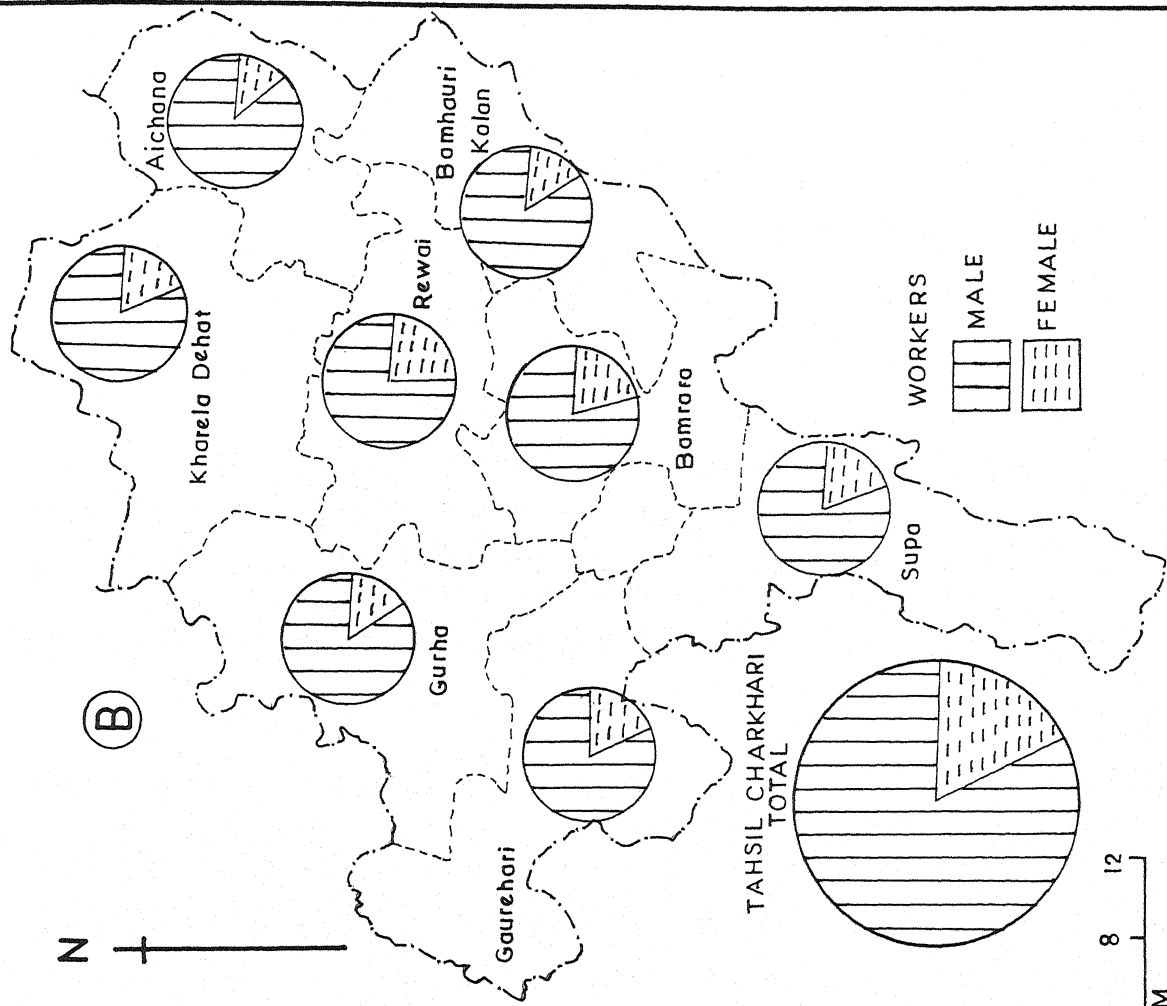 N
B
Aichana
Kharela Dehat
Bamhauri
Kalan
Rewai
Gurha
Bamrara
Gaurehari
Supa
WORKERS
MALE
FEMALE
TAHSIL CHARKHARI
TOTAL
8 12
M